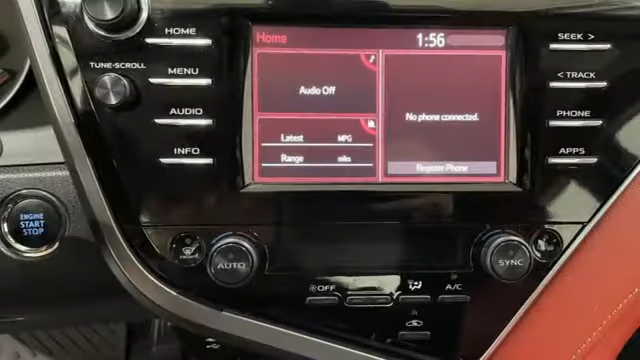 Home 1:56
HOME
MENU
AUDIO
INFO
TUNE•SCROLL
Audio Off
Latest MPG
Range miles
No phone connected.
Register Phone
SEEK >
< TRACK
PHONE
APPS
ENGINE
START
STOP
AUTO
OFF
A/C
SYNC